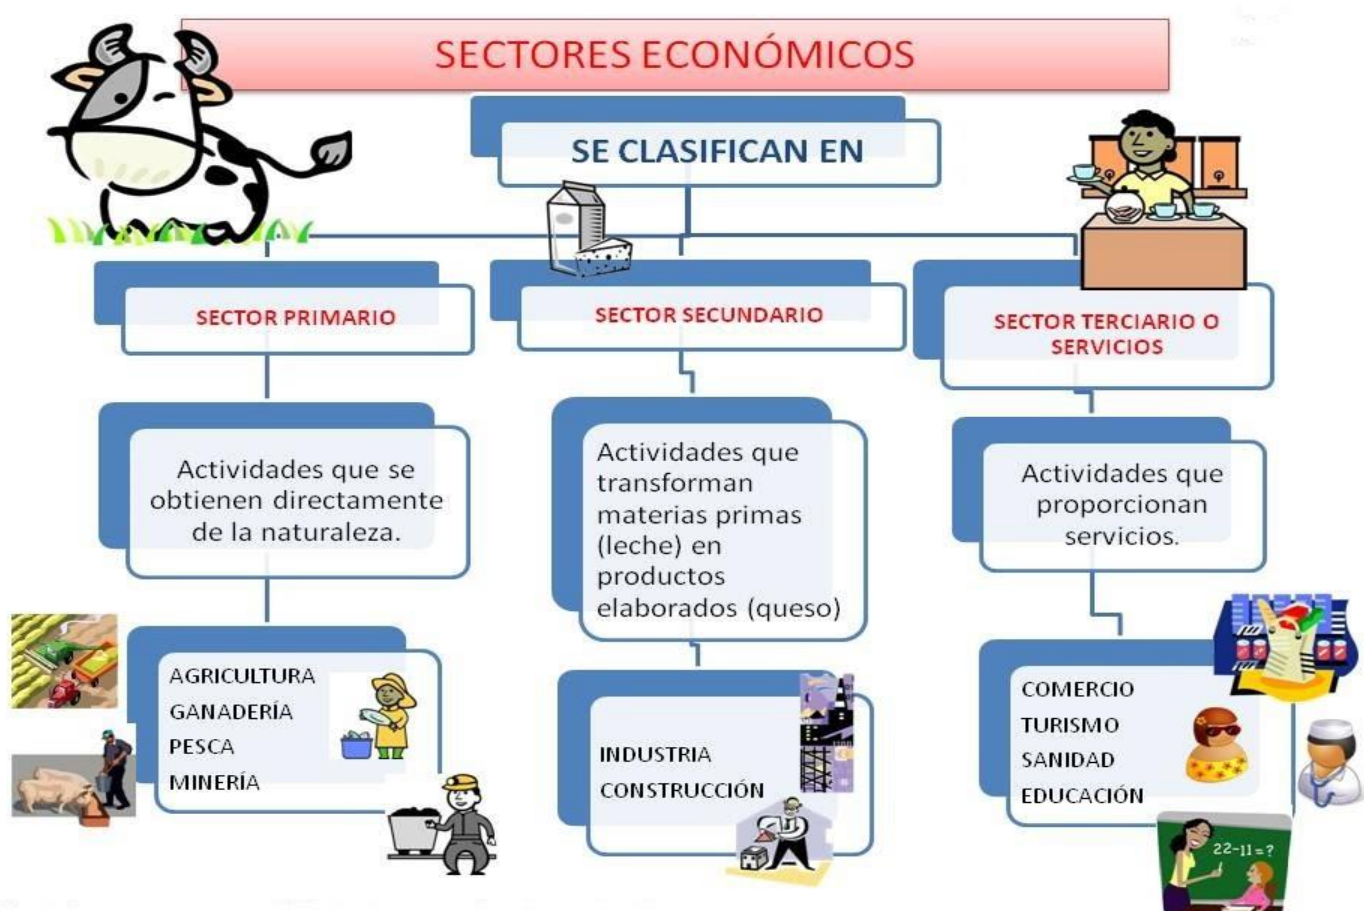 SECTORES ECONÓMICOS
SE CLASIFICAN EN
SECTOR PRIMARIO
SECTOR SECUNDARIO
SECTOR TERCIARIO O
SERVICIOS
Actividades que se
obtienen directamente
de la naturaleza.
Actividades que
transforman
materias primas
(leche) en
productos
elaborados (queso)
Actividades que
proporcionan
servicios.
AGRICULTURA
GANADERÍA
PESCA
MINERÍA
INDUSTRIA
CONSTRUCCIÓN
COMERCIO
TURISMO
SANIDAD
EDUCACIÓN
22-11=?